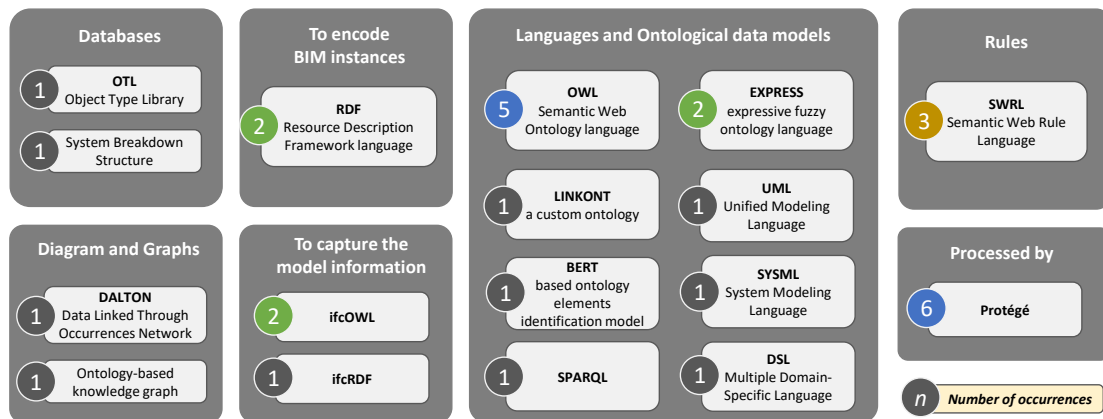 Databases
1
OTL
Object Type Library
1
System Breakdown
Structure
To encode
BIM instances
2
RDF
Resource Description
Framework language
Languages and Ontological data models
5
OWL
Semantic Web
Ontology language
2
EXPRESS
expressive fuzzy
ontology language
1
LINKONT
a custom ontology
1
UML
Unified Modeling
Language
1
BERT
based ontology
elements
identification model
1
SYSML
System Modeling
Language
1
SPARQL
1
DSL
Multiple Domain-
Specific Language
Rules
3
SWRL
Semantic Web Rule
Language
Diagram and Graphs
1
DALTON
Data Linked Through
Occurrences Network
1
Ontology-based
knowledge graph
To capture the
model information
2
ifcOWL
1
ifcRDF
Processed by
6
Protégé
n
Number of occurrences